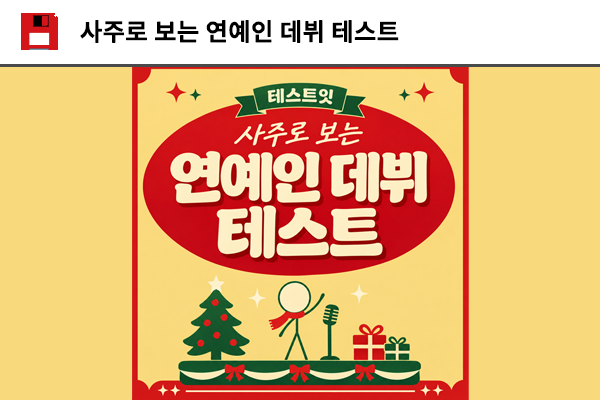 사주로 보는 연예인 데뷔 테스트
테스트잇
사주로 보는
연예인 데뷔
테스트